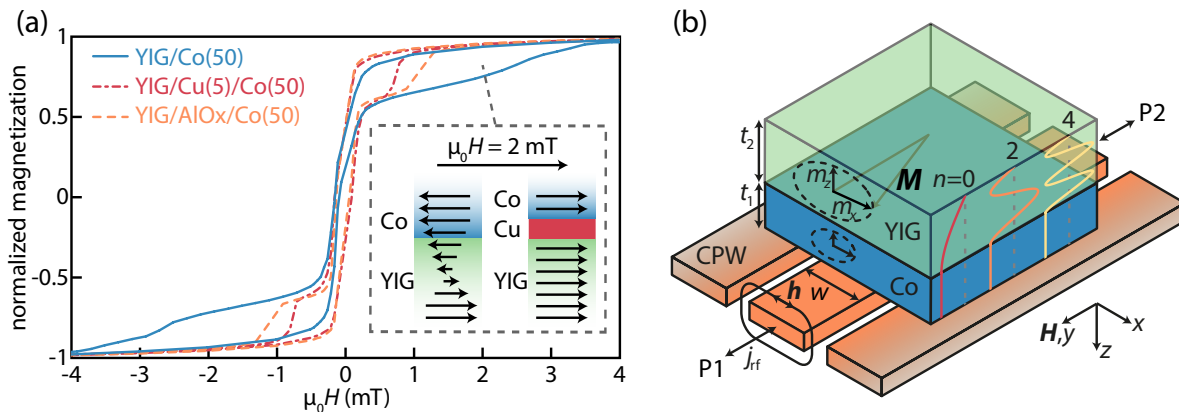 (a)
normalized magnetization
1
0.5
0
-0.5
-1
YIG/Co(50)
YIG/Cu(5)/Co(50)
YIG/AlOx/Co(50)
μ₀H = 2 mT
Co
YIG
Co
Cu
YIG
-4 -3 -2 -1 0 1 2 3 4
μ₀H (mT)
(b)
4
P2
2
t₂
mz M n=0
t₁
mx
YIG
CPW
Co
h w
P1
jrf
H,y x
z